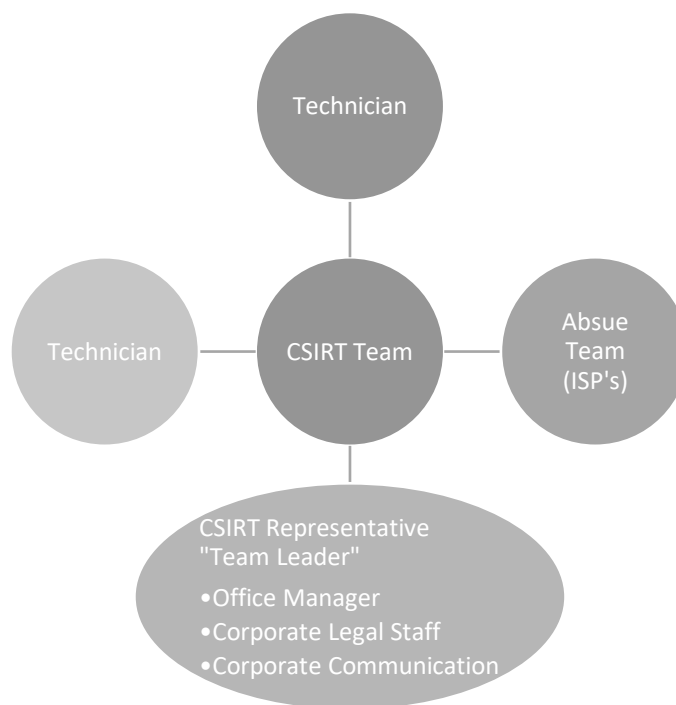 Technician
Technician
CSIRT Team
Absue
Team
(ISP's)
CSIRT Representative
"Team Leader"
•Office Manager
•Corporate Legal Staff
•Corporate Communication